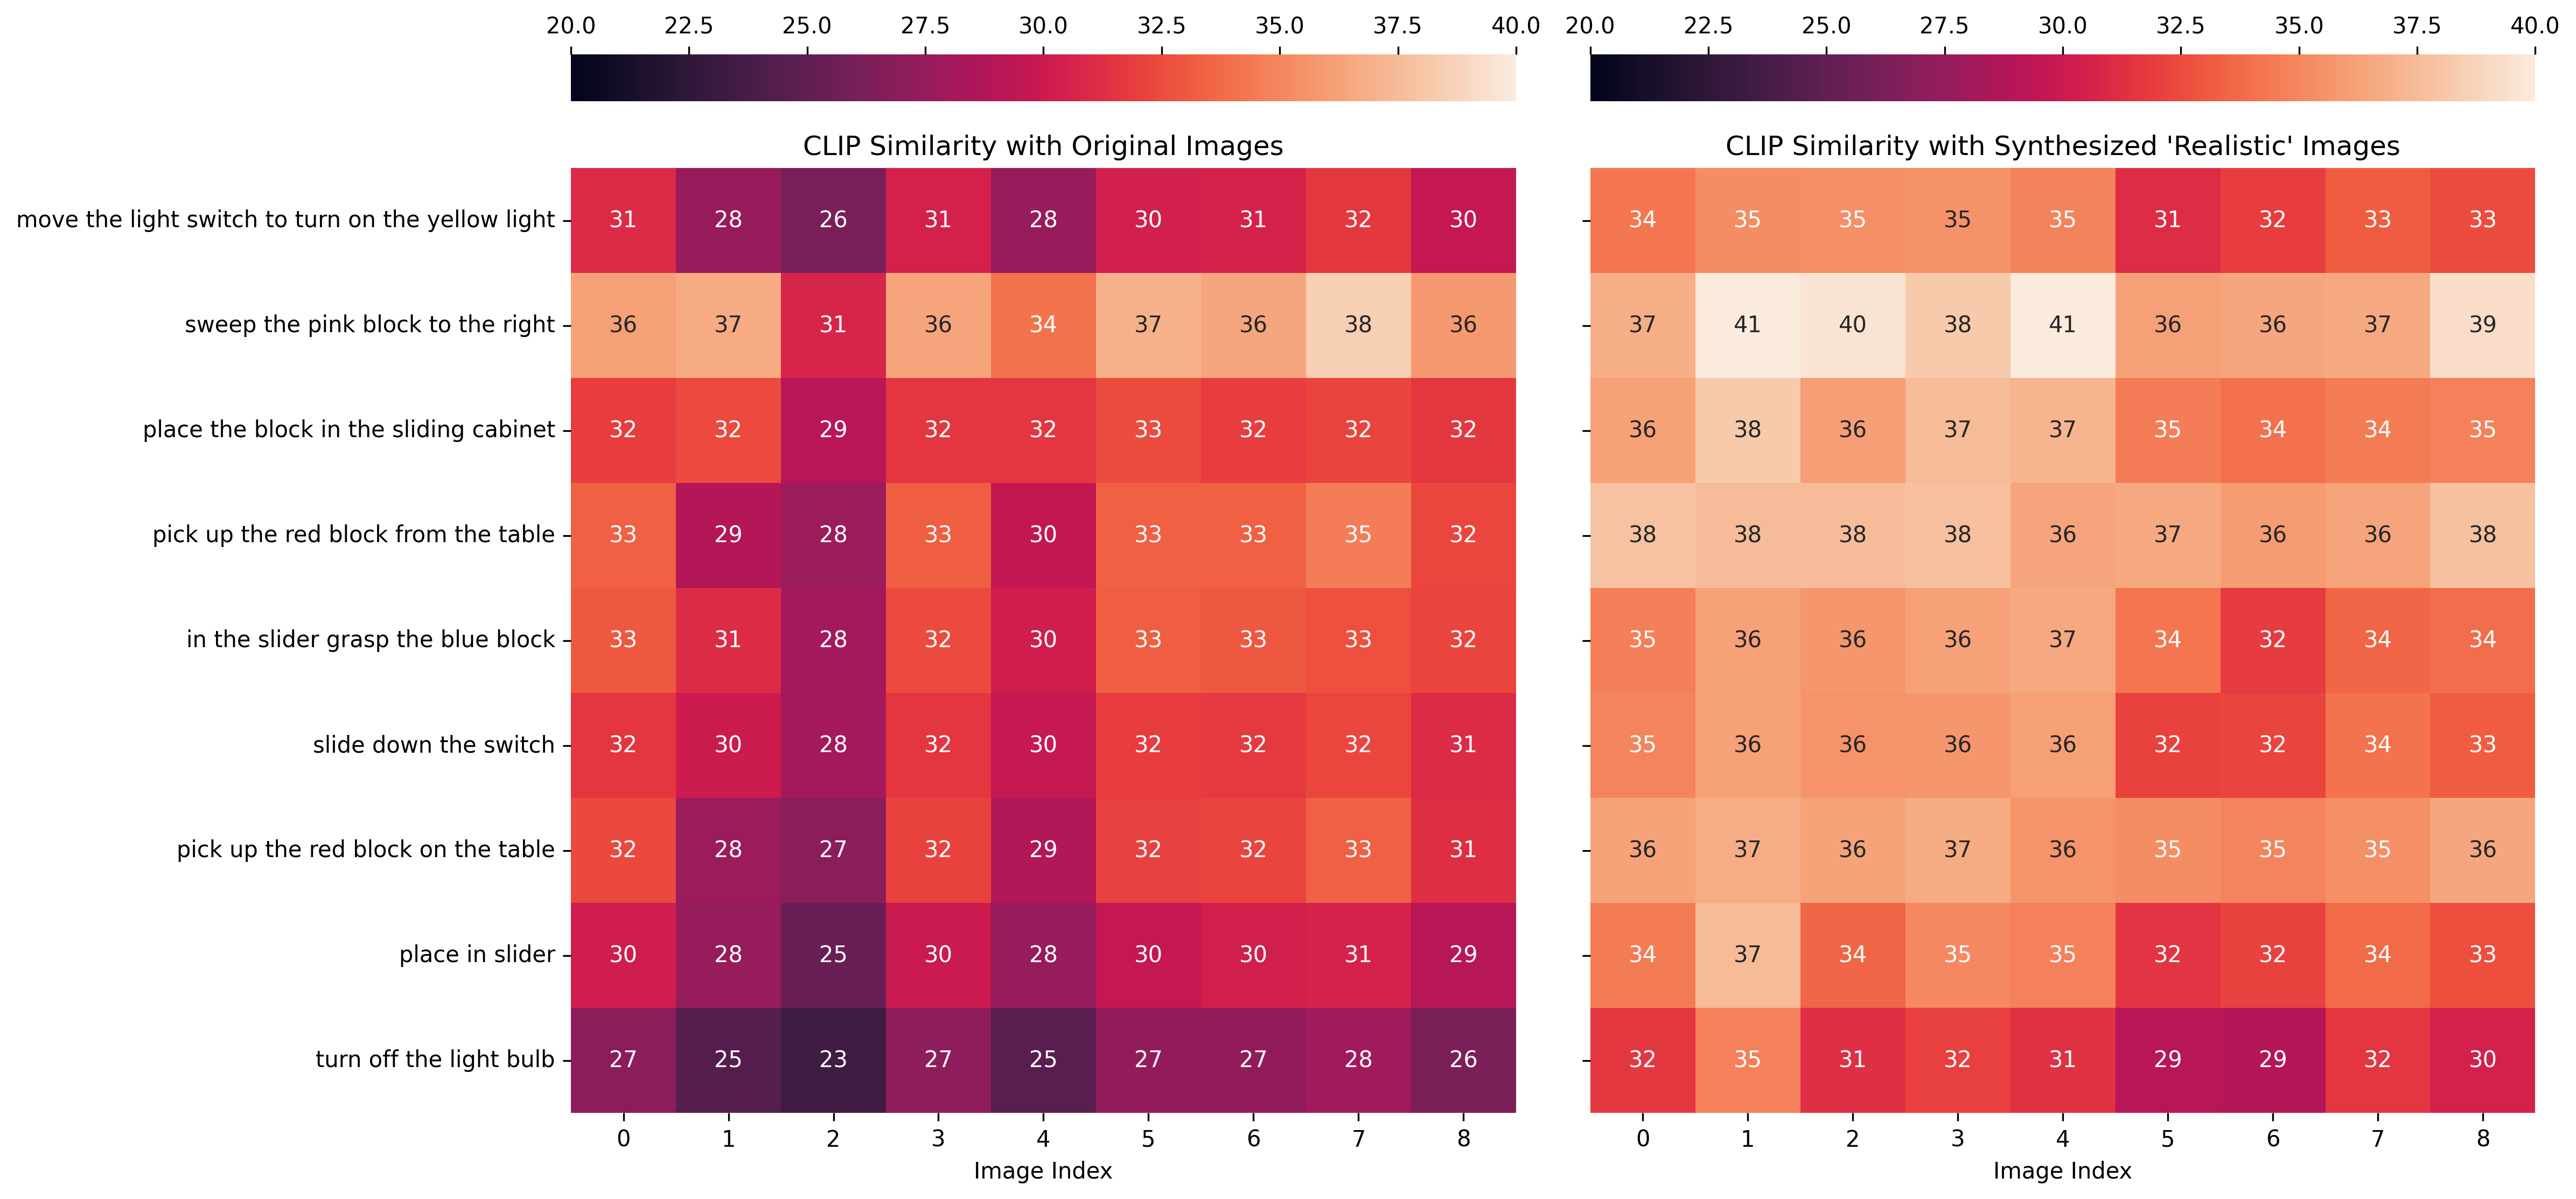 20.0 22.5 25.0 27.5 30.0 32.5 35.0 37.5 40.0
20.0 22.5 25.0 27.5 30.0 32.5 35.0 37.5 40.0
CLIP Similarity with Original Images
CLIP Similarity with Synthesized 'Realistic' Images
move the light switch to turn on the yellow light 31 28 26 31 28 30 31 32 30
34 35 35 35 35 31 32 33 33
sweep the pink block to the right 36 37 31 36 34 37 36 38 36
37 41 40 38 41 36 36 37 39
place the block in the sliding cabinet 32 32 29 32 32 33 32 32 32
36 38 36 37 37 35 34 34 35
pick up the red block from the table 33 29 28 33 30 33 33 35 32
38 38 38 38 36 37 36 36 38
in the slider grasp the blue block 33 31 28 32 30 33 33 33 32
35 36 36 36 37 34 32 34 34
slide down the switch 32 30 28 32 30 32 32 32 31
35 36 36 36 36 32 32 34 33
pick up the red block on the table 32 28 27 32 29 32 32 33 31
36 37 36 37 36 35 35 35 36
place in slider 30 28 25 30 28 30 30 31 29
34 37 34 35 35 32 32 34 33
turn off the light bulb 27 25 23 27 25 27 27 28 26
32 35 31 32 31 29 29 32 30
0 1 2 3 4 5 6 7 8
0 1 2 3 4 5 6 7 8
Image Index
Image Index